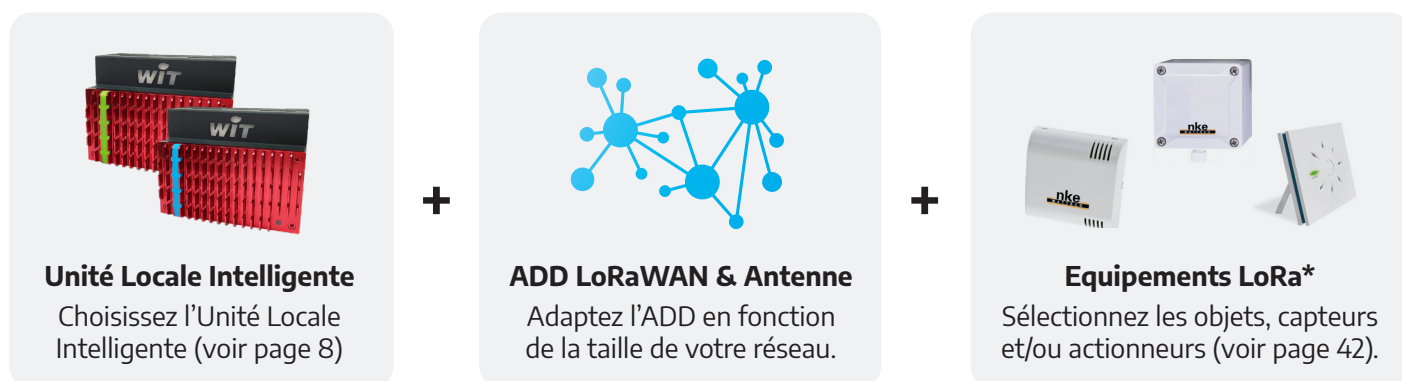 WiT
WiT
Unité Locale Intelligente
Choisissez l’Unité Locale
Intelligente (voir page 8)
+
ADD LoRaWAN & Antenne
Adaptez l’ADD en fonction
de la taille de votre réseau.
+
nke
WATTECO
nke
WATTECO
Equipements LoRa*
Sélectionnez les objets, capteurs
et/ou actionneurs (voir page 42).